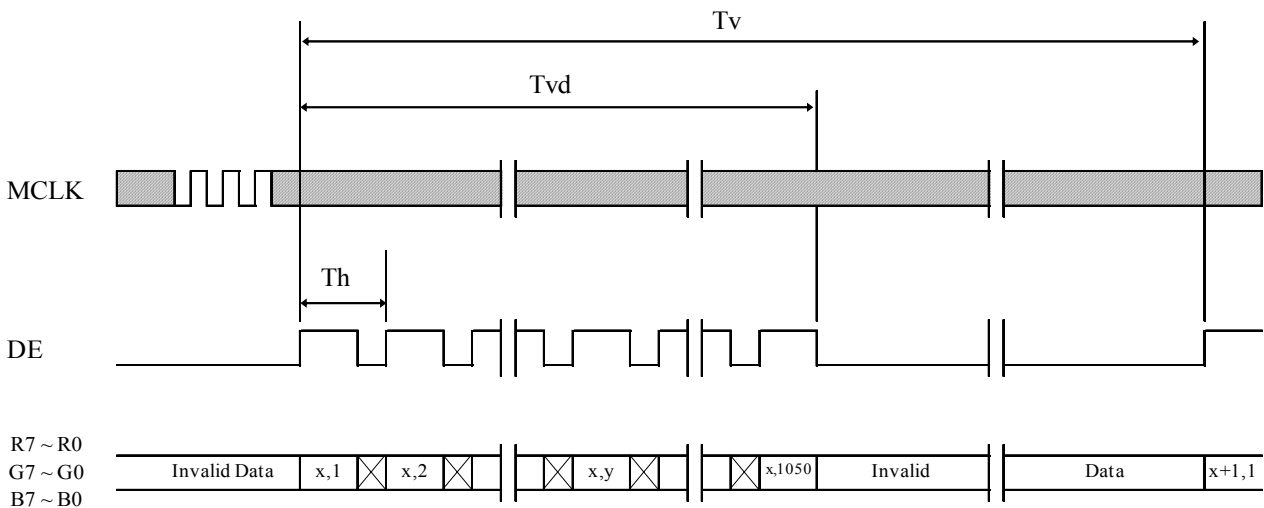 Tv
Tvd
MCLK
Th
DE
R7 ~ R0
G7 ~ G0
B7 ~ B0
Invalid Data x,1 x,2 x,y x,1050 Invalid Data x+1,1